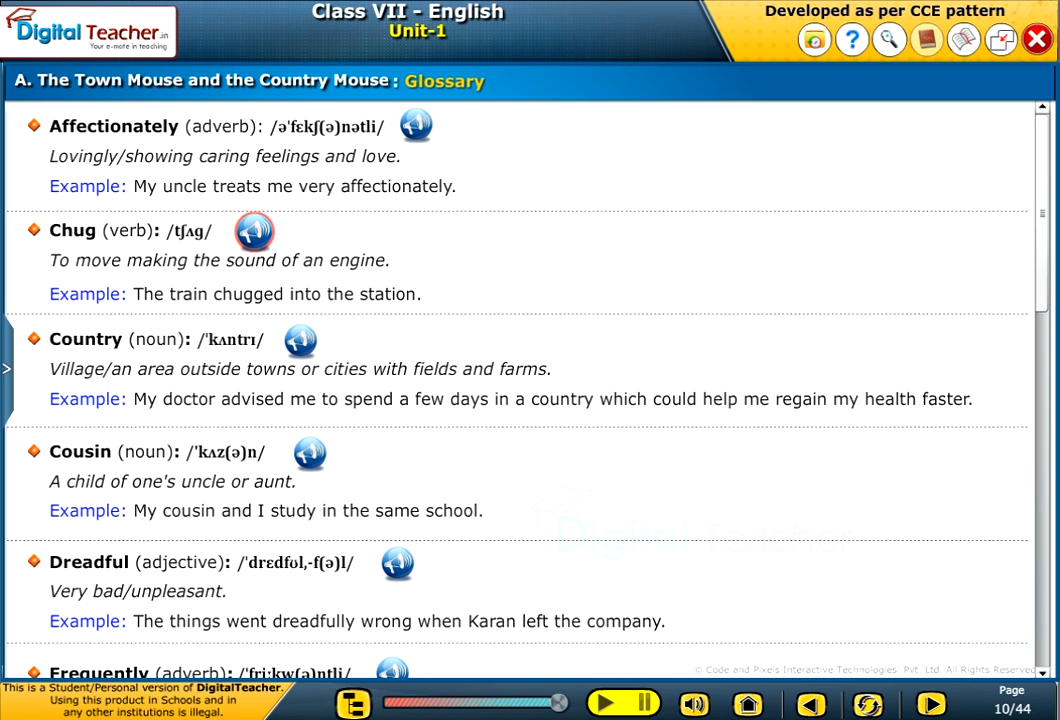 Digital Teacher.in
Your e-mate in teaching
Class VII - English
Unit-1
Developed as per CCE pattern
A. The Town Mouse and the Country Mouse : Glossary
Affectionately (adverb): /əˈfɛkʃ(ə)nətli/
Lovingly/showing caring feelings and love.
Example: My uncle treats me very affectionately.
Chug (verb): /tʃʌɡ/
To move making the sound of an engine.
Example: The train chugged into the station.
Country (noun): /ˈkʌntrɪ/
Village/an area outside towns or cities with fields and farms.
Example: My doctor advised me to spend a few days in a country which could help me regain my health faster.
Cousin (noun): /ˈkʌz(ə)n/
A child of one's uncle or aunt.
Example: My cousin and I study in the same school.
Digital Teacher
Dreadful (adjective): /ˈdrɛdfʊl,-f(ə)l/
Very bad/unpleasant.
Example: The things went dreadfully wrong when Karan left the company.
Frequently (adverb): /ˈfriːkw(ə)ntli/
© Code and Pixels Interactive Technologies. Pvt. Ltd. All Rights Reserved
This is a Student/Personal version of DigitalTeacher.
Using this product in Schools and in
any other institutions is illegal.
Page
10/44